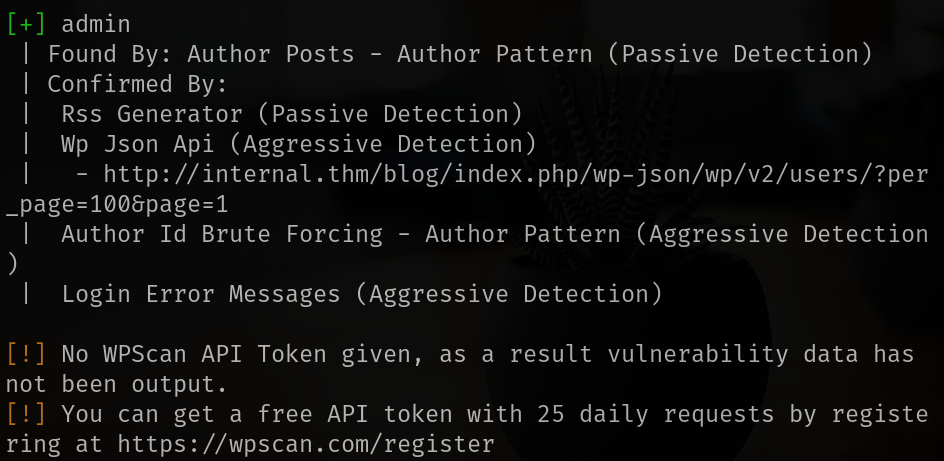 [+] admin
 | Found By: Author Posts - Author Pattern (Passive Detection)
 | Confirmed By:
 |  Rss Generator (Passive Detection)
 |  Wp Json Api (Aggressive Detection)
 |   - http://internal.thm/blog/index.php/wp-json/wp/v2/users/?per
_page=100&page=1
 |  Author Id Brute Forcing - Author Pattern (Aggressive Detection
)
 |  Login Error Messages (Aggressive Detection)
[!] No WPScan API Token given, as a result vulnerability data has
not been output.
[!] You can get a free API token with 25 daily requests by registe
ring at https://wpscan.com/register